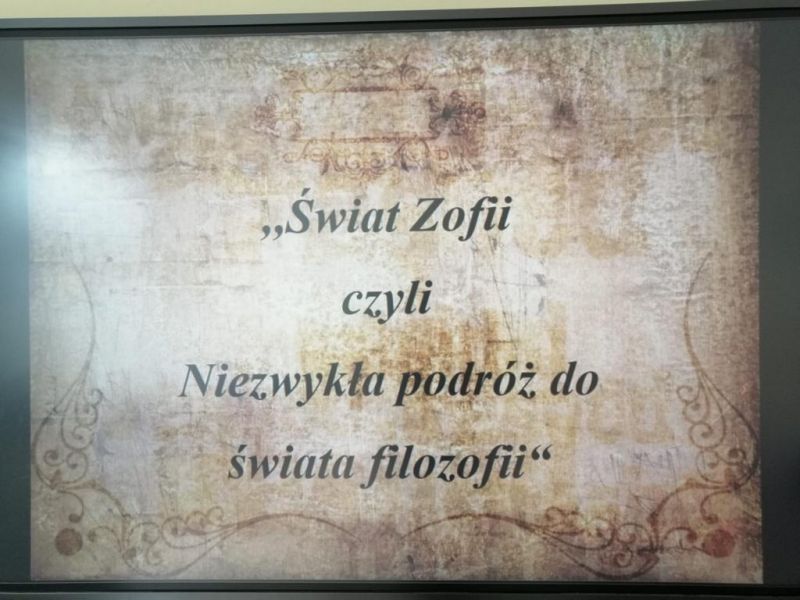 ,,Świat Zofii
czyli
Niezwykła podróż do
świata filozofii“